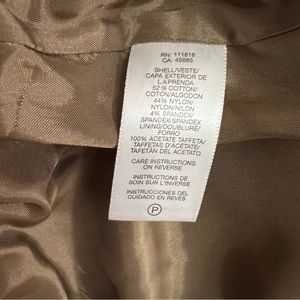 RN: 111818
CA: 45885
SHELL/VESTE/
CAPA EXTERIOR DE
LA PRENDA
52% COTTON/
COTON/ALGODON
44% NYLON/
NYLON/NILON
4% SPANDEX/
SPANDEX/SPANDEX
LINING/DOUBLURE/
FORRO
100% ACETATE TAFFETA/
TAFFETAS D'ACÉTATE/
TAFETÁN DEL ACETATO
CARE INSTRUCTIONS
ON REVERSE
INSTRUCTIONS DE
SOIN SUR L'INVERSE
INSTRUCCIONES DEL
CUIDADO EN REVÉS
P